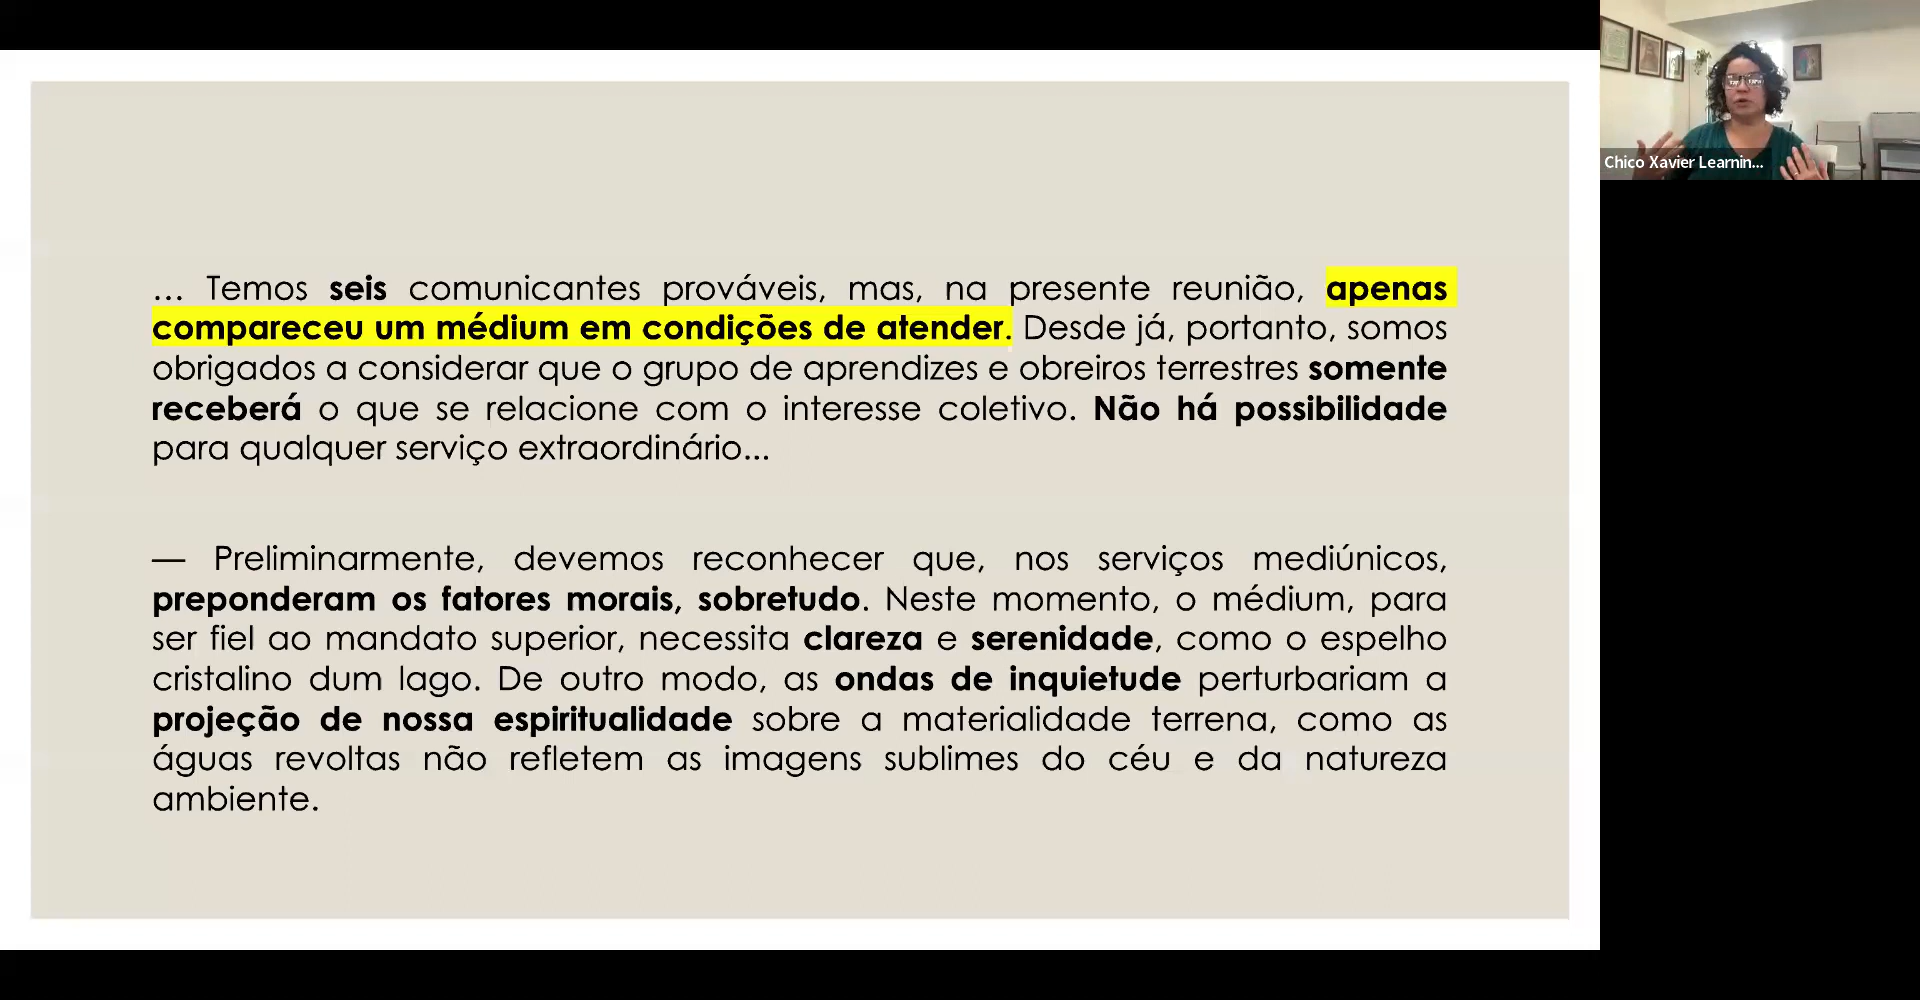 ... Temos seis comunicantes prováveis, mas, na presente reunião, apenas
compareceu um médium em condições de atender. Desde já, portanto, somos
obrigados a considerar que o grupo de aprendizes e obreiros terrestres somente
receberá o que se relacione com o interesse coletivo. Não há possibilidade
para qualquer serviço extraordinário...
— Preliminarmente, devemos reconhecer que, nos serviços mediúnicos,
preponderam os fatores morais, sobretudo. Neste momento, o médium, para
ser fiel ao mandato superior, necessita clareza e serenidade, como o espelho
cristalino dum lago. De outro modo, as ondas de inquietude perturbariam a
projeção de nossa espiritualidade sobre a materialidade terrena, como as
águas revoltas não refletem as imagens sublimes do céu e da natureza
ambiente.
Chico Xavier Learnin...